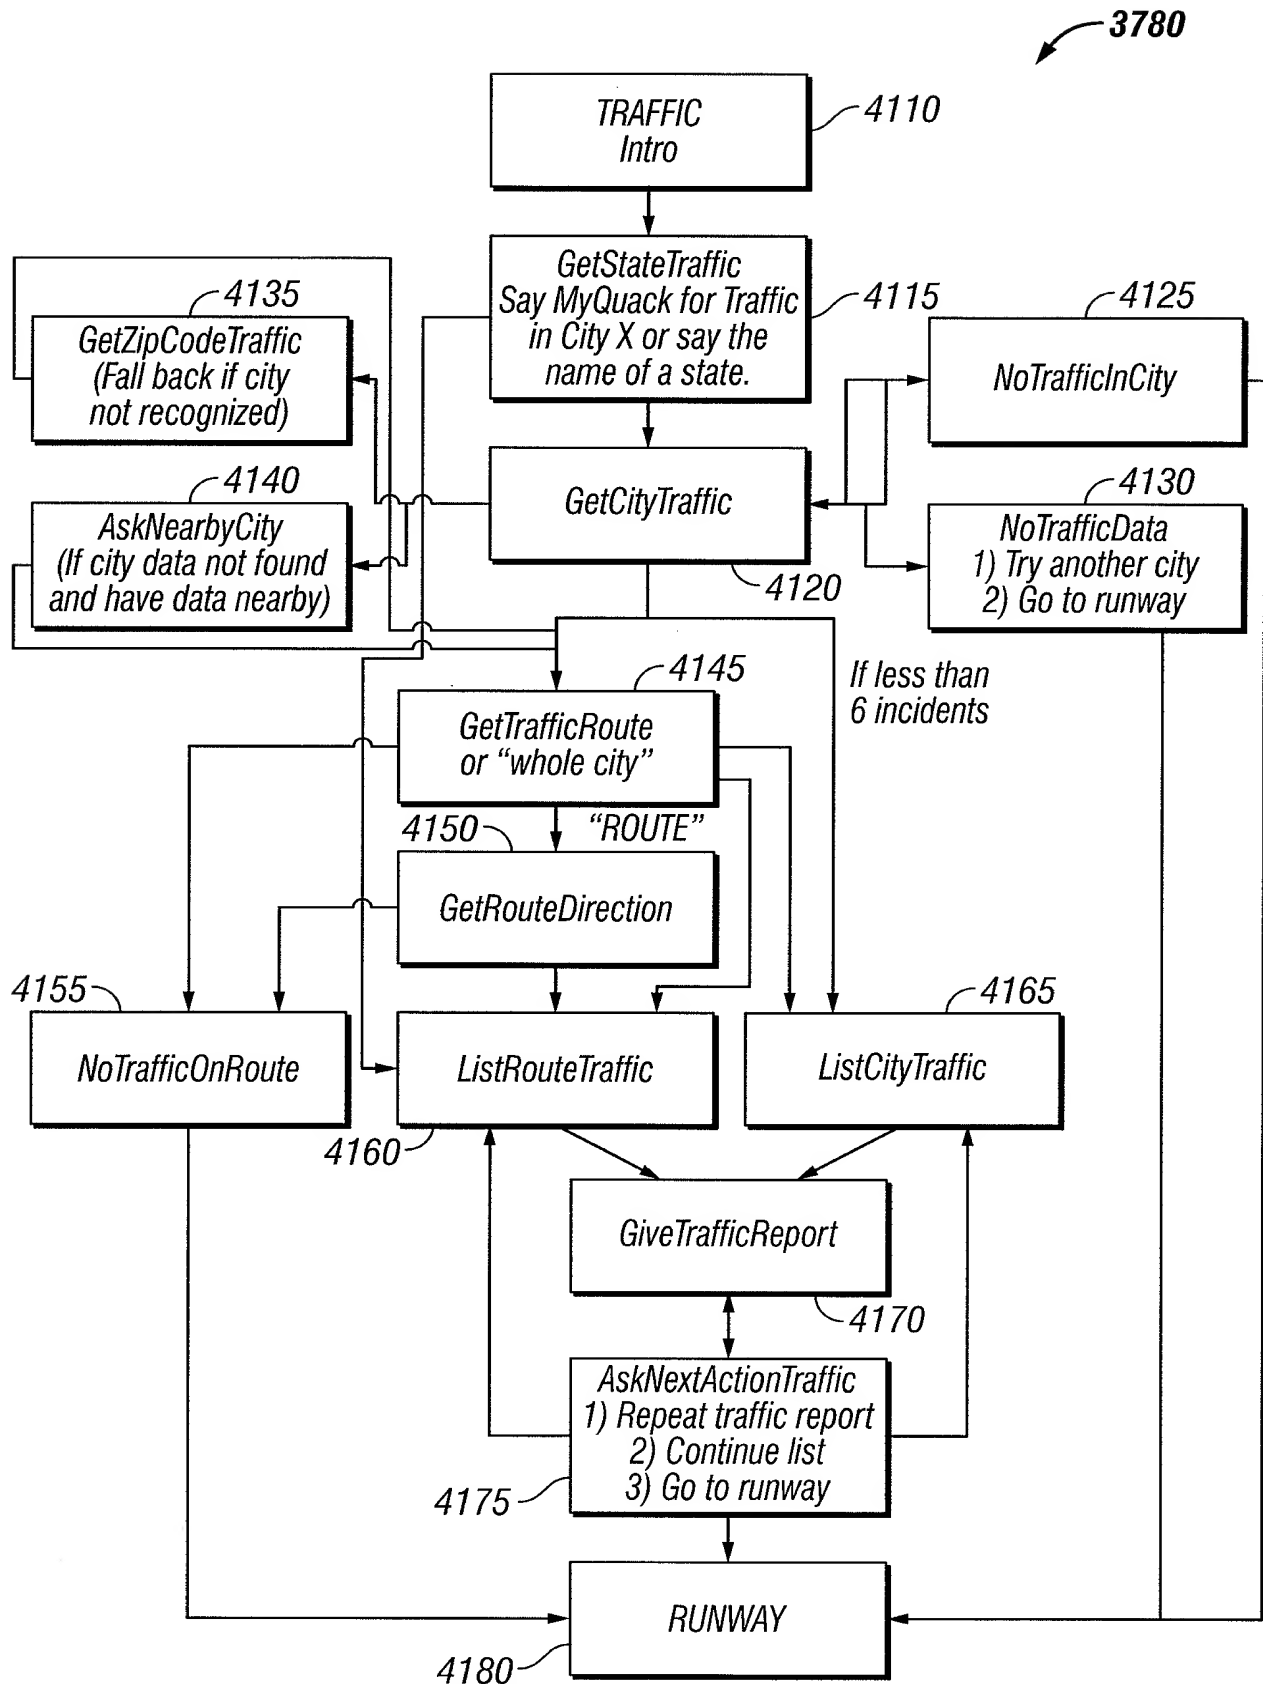 3780
TRAFFIC
Intro
4110
GetStateTraffic
Say MyQuack for Traffic
in City X or say the
name of a state.
4115
4135
GetZipCodeTraffic
(Fall back if city
not recognized)
4125
NoTrafficInCity
4140
AskNearbyCity
(If city data not found
and have data nearby)
GetCityTraffic
4120
4130
NoTrafficData
1) Try another city
2) Go to runway
4145
GetTrafficRoute
or “whole city”
If less than
6 incidents
“ROUTE”
4150
GetRouteDirection
4155
NoTrafficOnRoute
ListRouteTraffic
4160
4165
ListCityTraffic
GiveTrafficReport
4170
AskNextActionTraffic
1) Repeat traffic report
2) Continue list
3) Go to runway
4175
RUNWAY
4180